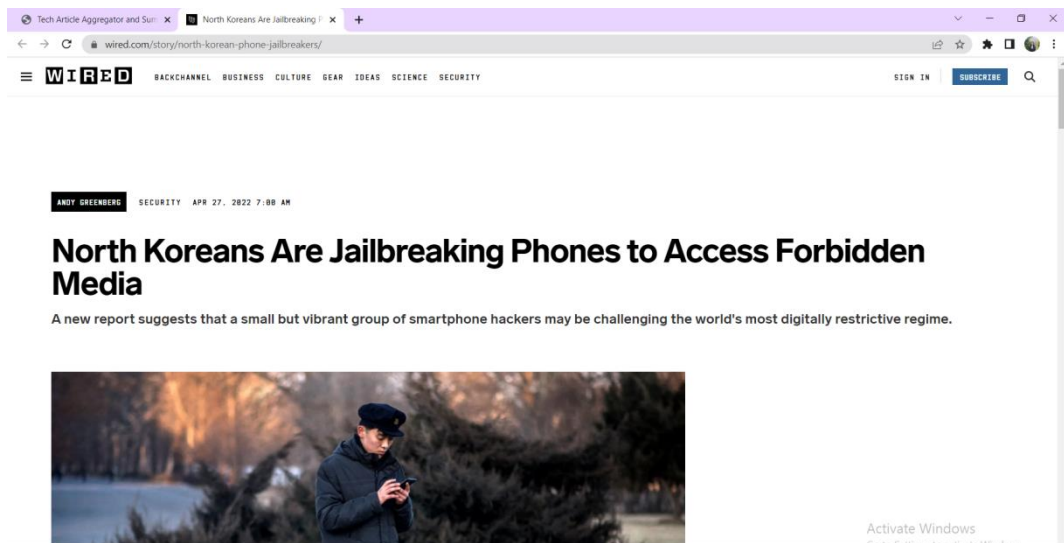 Tech Article Aggregator and Sum
North Koreans Are Jailbreaking P
wired.com/story/north-korean-phone-jailbreakers/
WIRED
BACKCHANNEL BUSINESS CULTURE GEAR IDEAS SCIENCE SECURITY
SIGN IN
SUBSCRIBE
ANDY GREENBERG SECURITY APR 27, 2022 7:00 AM
North Koreans Are Jailbreaking Phones to Access Forbidden
Media
A new report suggests that a small but vibrant group of smartphone hackers may be challenging the world's most digitally restrictive regime.
Activate Windows